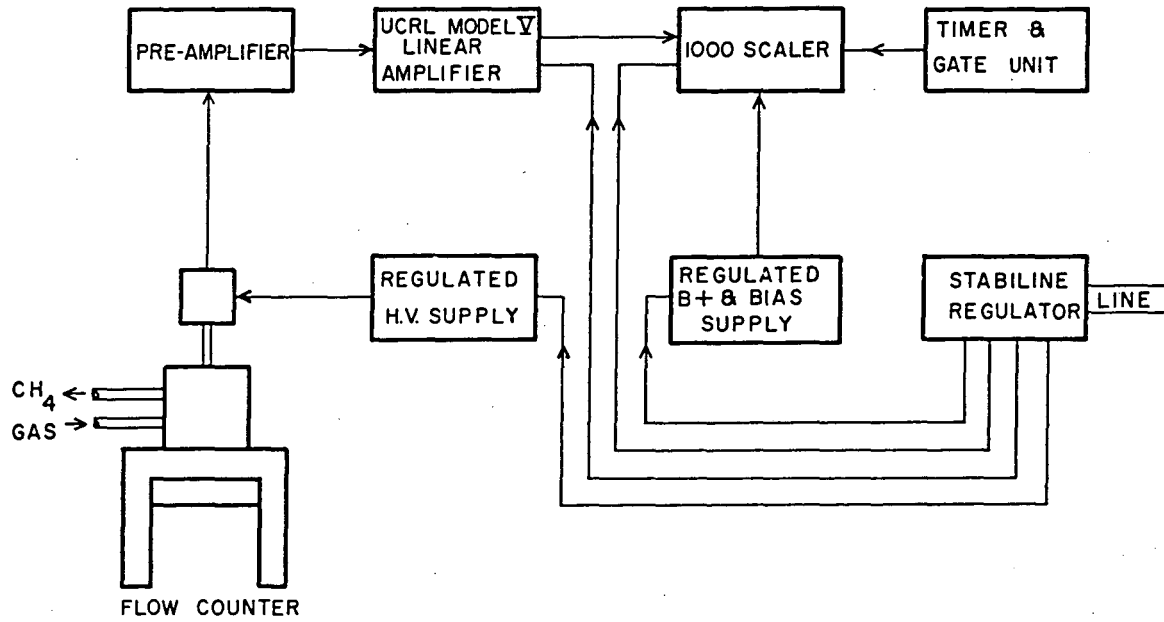 PRE-AMPLIFIER
UCRL MODEL V
LINEAR
AMPLIFIER
1000 SCALER
TIMER &
GATE UNIT
REGULATED
H.V. SUPPLY
REGULATED
B+ & BIAS
SUPPLY
STABILINE
REGULATOR
LINE
CH4
GAS
FLOW COUNTER